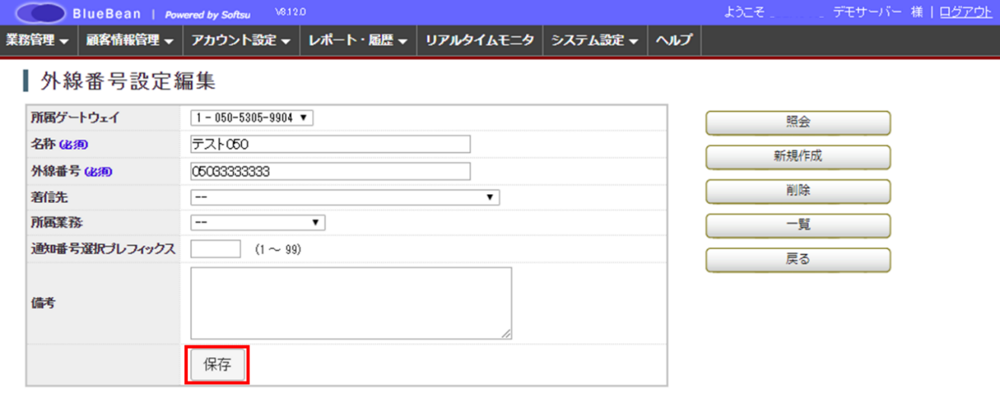 BlueBean | Powered by Softsu V3.12.0 ようこそ デモサーバー 様 | ログアウト
業務管理 ▼ 顧客情報管理 ▼ アカウント設定 ▼ レポート・履歴 ▼ リアルタイムモニタ システム設定 ▼ ヘルプ
外線番号設定編集
所属ゲートウェイ 1 - 050-5305-9904 ▼
名称 (必須) テスト050
外線番号 (必須) 05033333333
着信先 -- ▼
所属業務 -- ▼
通知番号選択プレフィックス (1 ～ 99)
備考
保存
照会
新規作成
削除
一覧
戻る